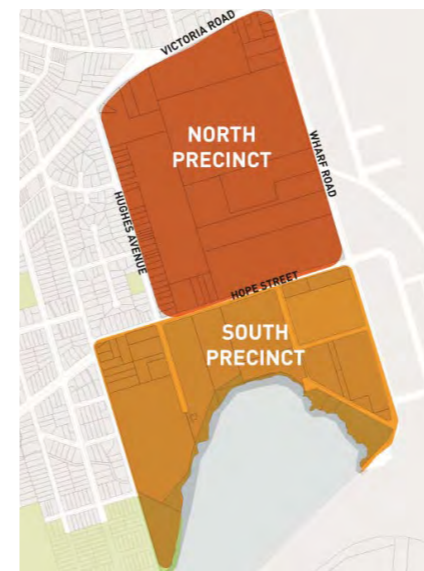 VICTORIA ROAD
NORTH
PRECINCT
WHARF ROAD
HUGHES AVENUE
HOPE STREET
SOUTH
PRECINCT